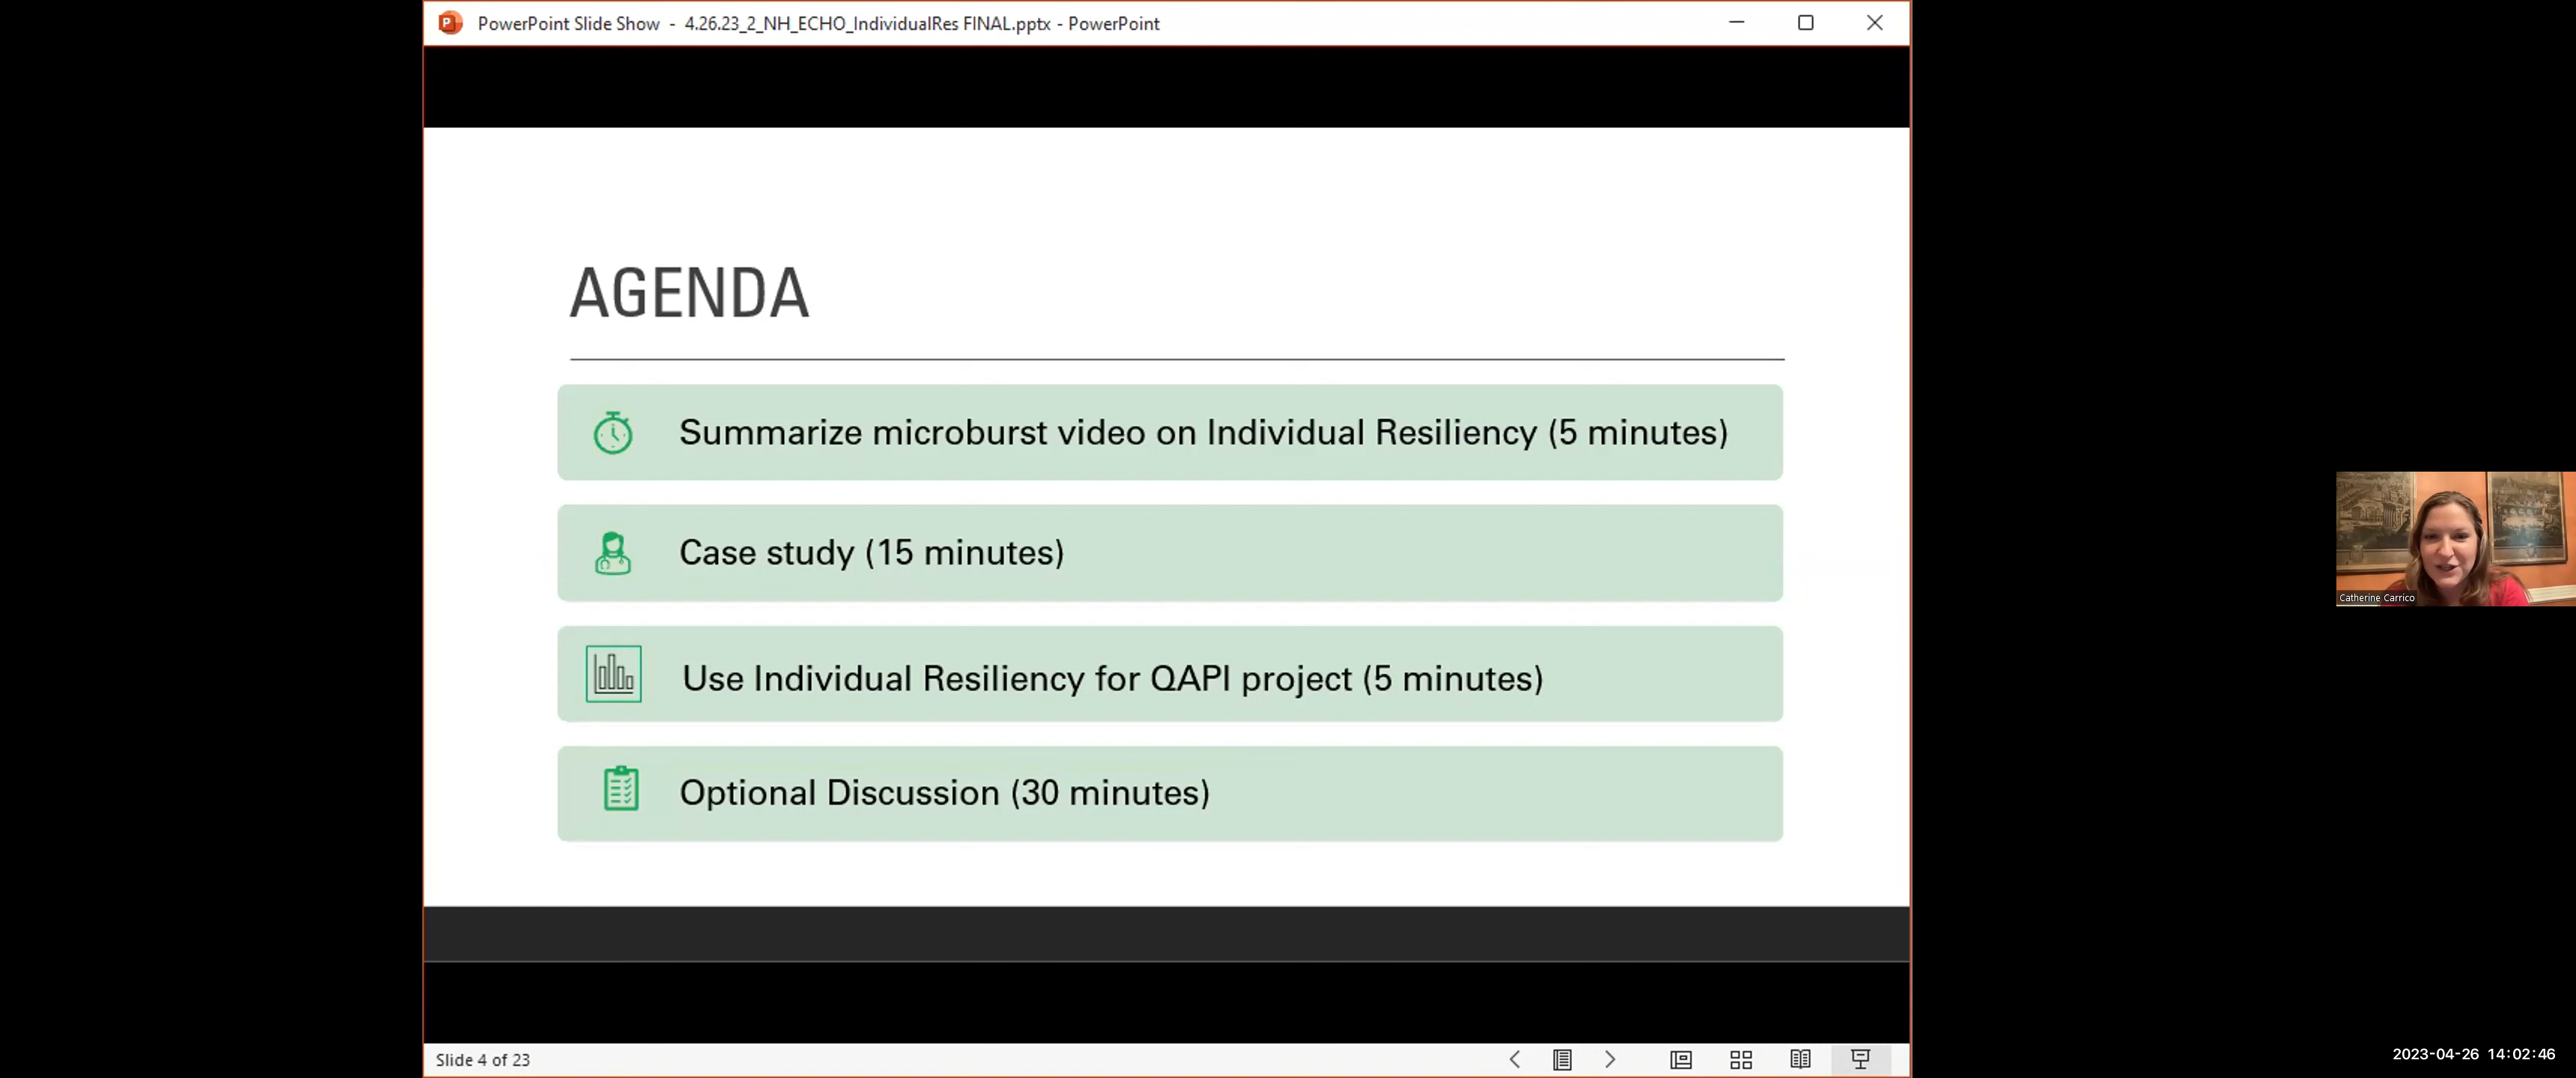 PowerPoint Slide Show - 4.26.23_2_NH_ECHO_IndividualRes FINAL.pptx - PowerPoint
AGENDA
Summarize microburst video on Individual Resiliency (5 minutes)
Case study (15 minutes)
Use Individual Resiliency for QAPI project (5 minutes)
Optional Discussion (30 minutes)
Catherine Carrico
Slide 4 of 23
2023-04-26 14:02:46